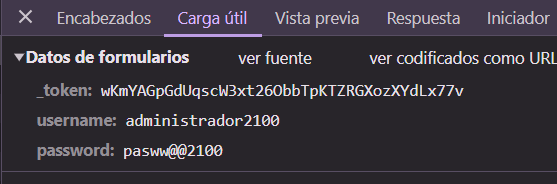 Encabezados Carga útil Vista previa Respuesta Iniciador
Datos de formularios ver fuente ver codificados como URL
_token: wKmYAGpGdUqscW3xt26ObbTpKTZRGXozXYdLx77v
username: administrador2100
password: pasww@@2100